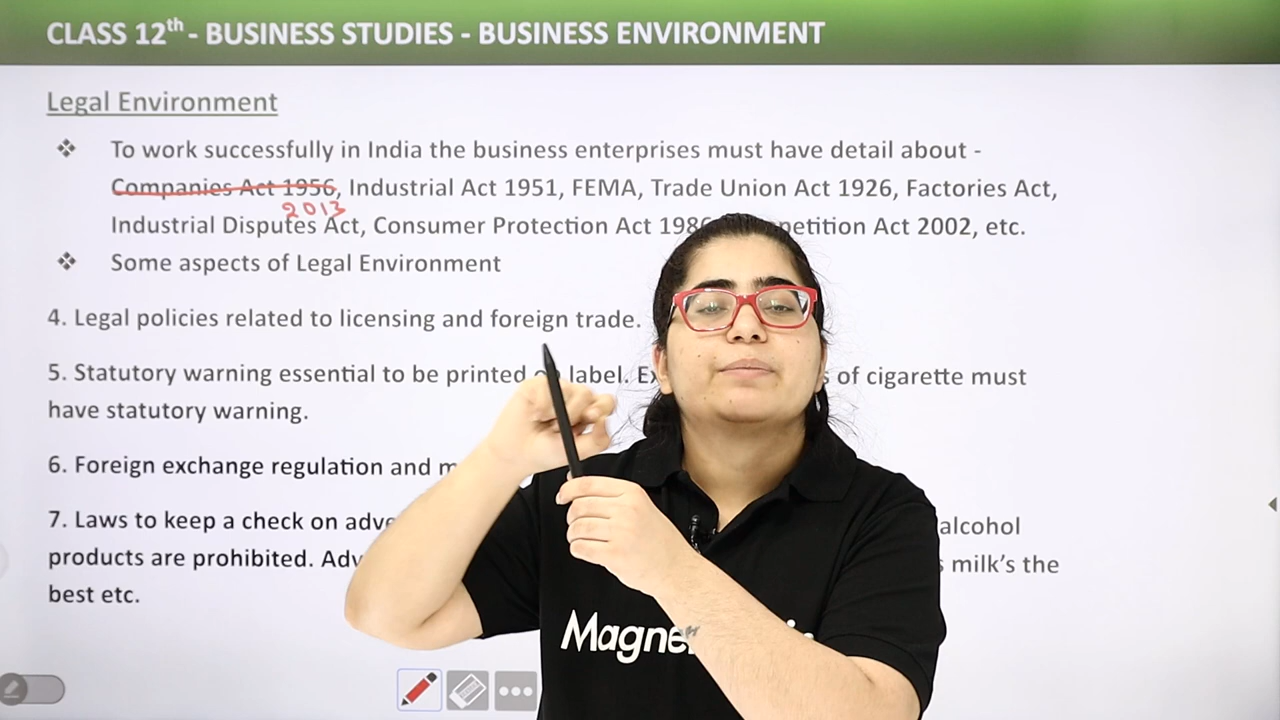 CLASS 12th - BUSINESS STUDIES - BUSINESS ENVIRONMENT
Legal Environment
❖ To work successfully in India the business enterprises must have detail about -
Companies Act 1956, Industrial Act 1951, FEMA, Trade Union Act 1926, Factories Act,
2013
Industrial Disputes Act, Consumer Protection Act 1986 Act 2002, etc.
❖ Some aspects of Legal Environment
4. Legal policies related to licensing and foreign trade.
5. Statutory warning essential to be printed label. of cigarette must
have statutory warning.
6. Foreign exchange regulation and
7. Laws to keep a check on alcohol
products are prohibited. milk's the
best etc.